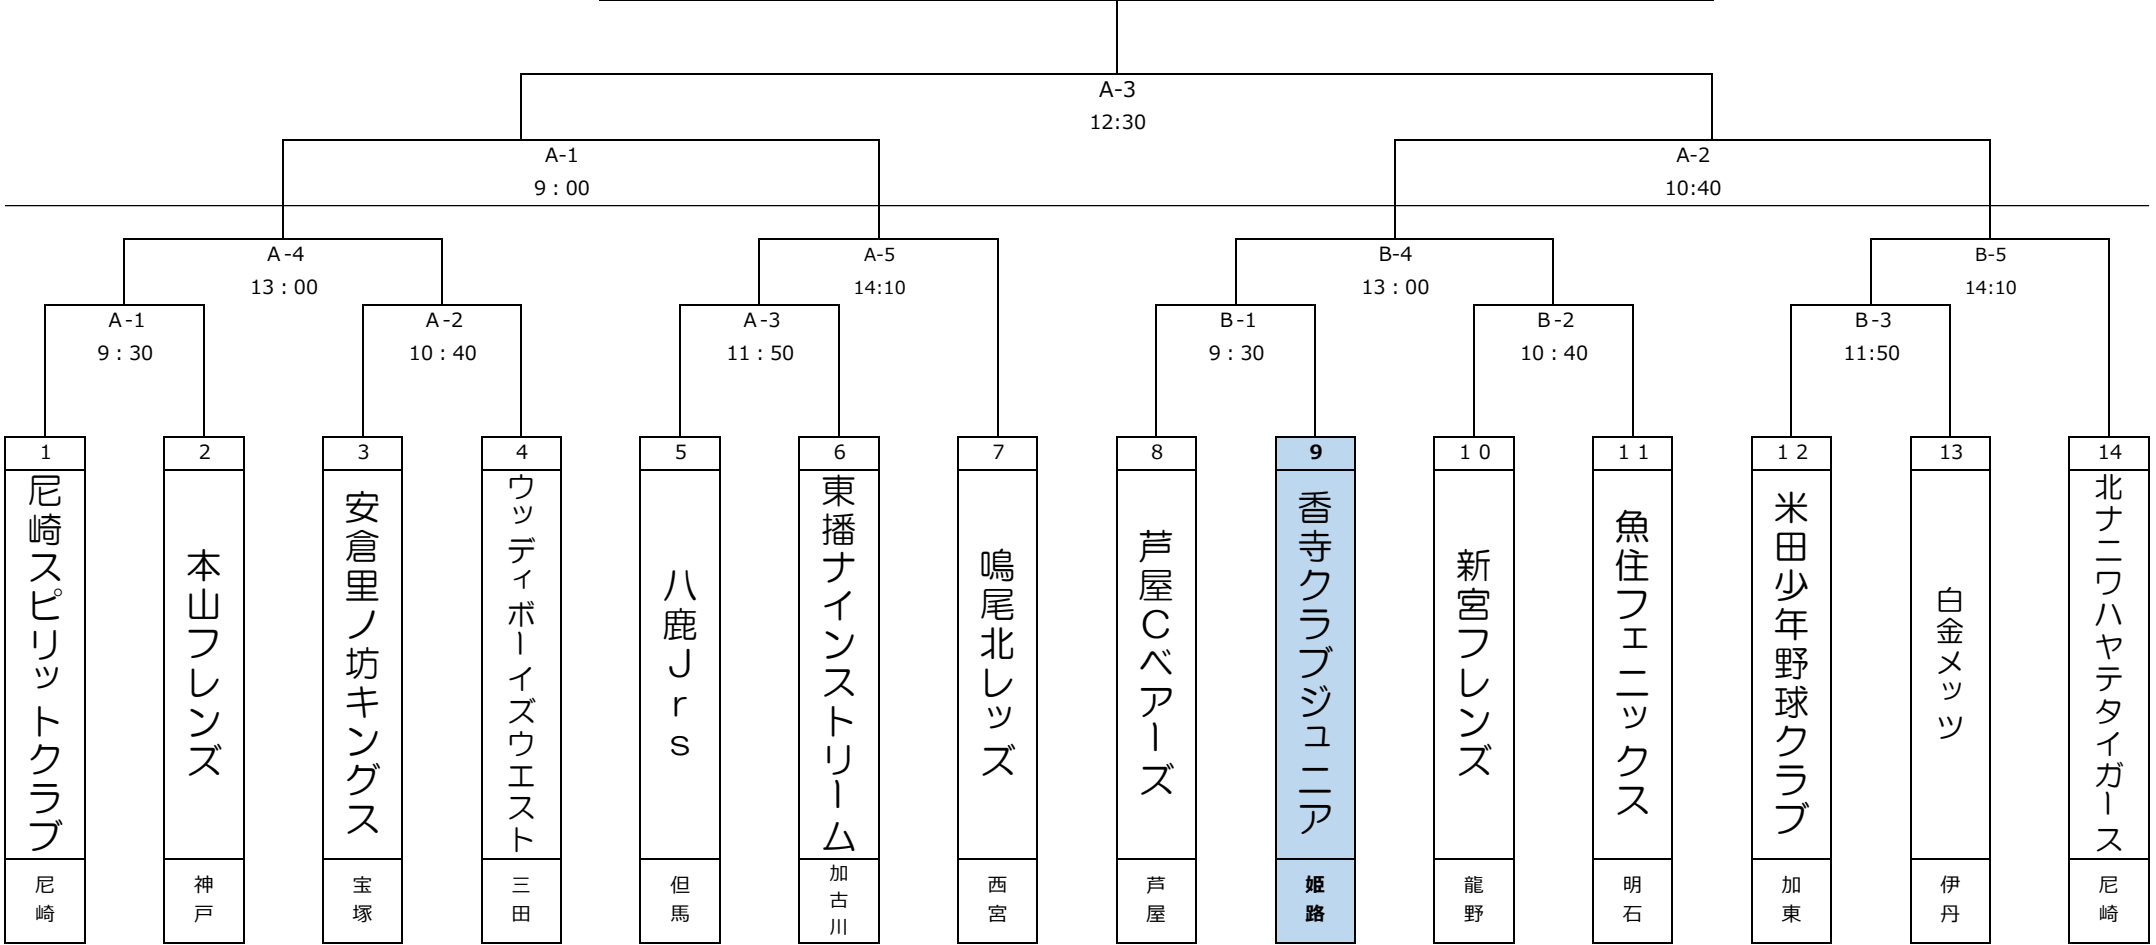 A-3
12:30
A-1
9：00
A-2
10:40
A-4
13：00
A-5
14:10
B-4
13：00
B-5
14:10
A-1
9：30
A-2
10：40
A-3
11：50
B-1
9：30
B-2
10：40
B-3
11:50
1
尼崎スピリットクラブ
尼崎
2
本山フレンズ
神戸
3
安倉里ノ坊キングス
宝塚
4
ウッディボーイズウエスト
三田
5
八鹿Ｊｒｓ
但馬
6
東播ナインストリーム
加古川
7
鳴尾北レッズ
西宮
8
芦屋Ｃベアーズ
芦屋
9
香寺クラブジュニア
姫路
１０
新宮フレンズ
龍野
１１
魚住フェニックス
明石
１２
米田少年野球クラブ
加東
13
白金メッツ
伊丹
14
北ナニワハヤテタイガース
尼崎